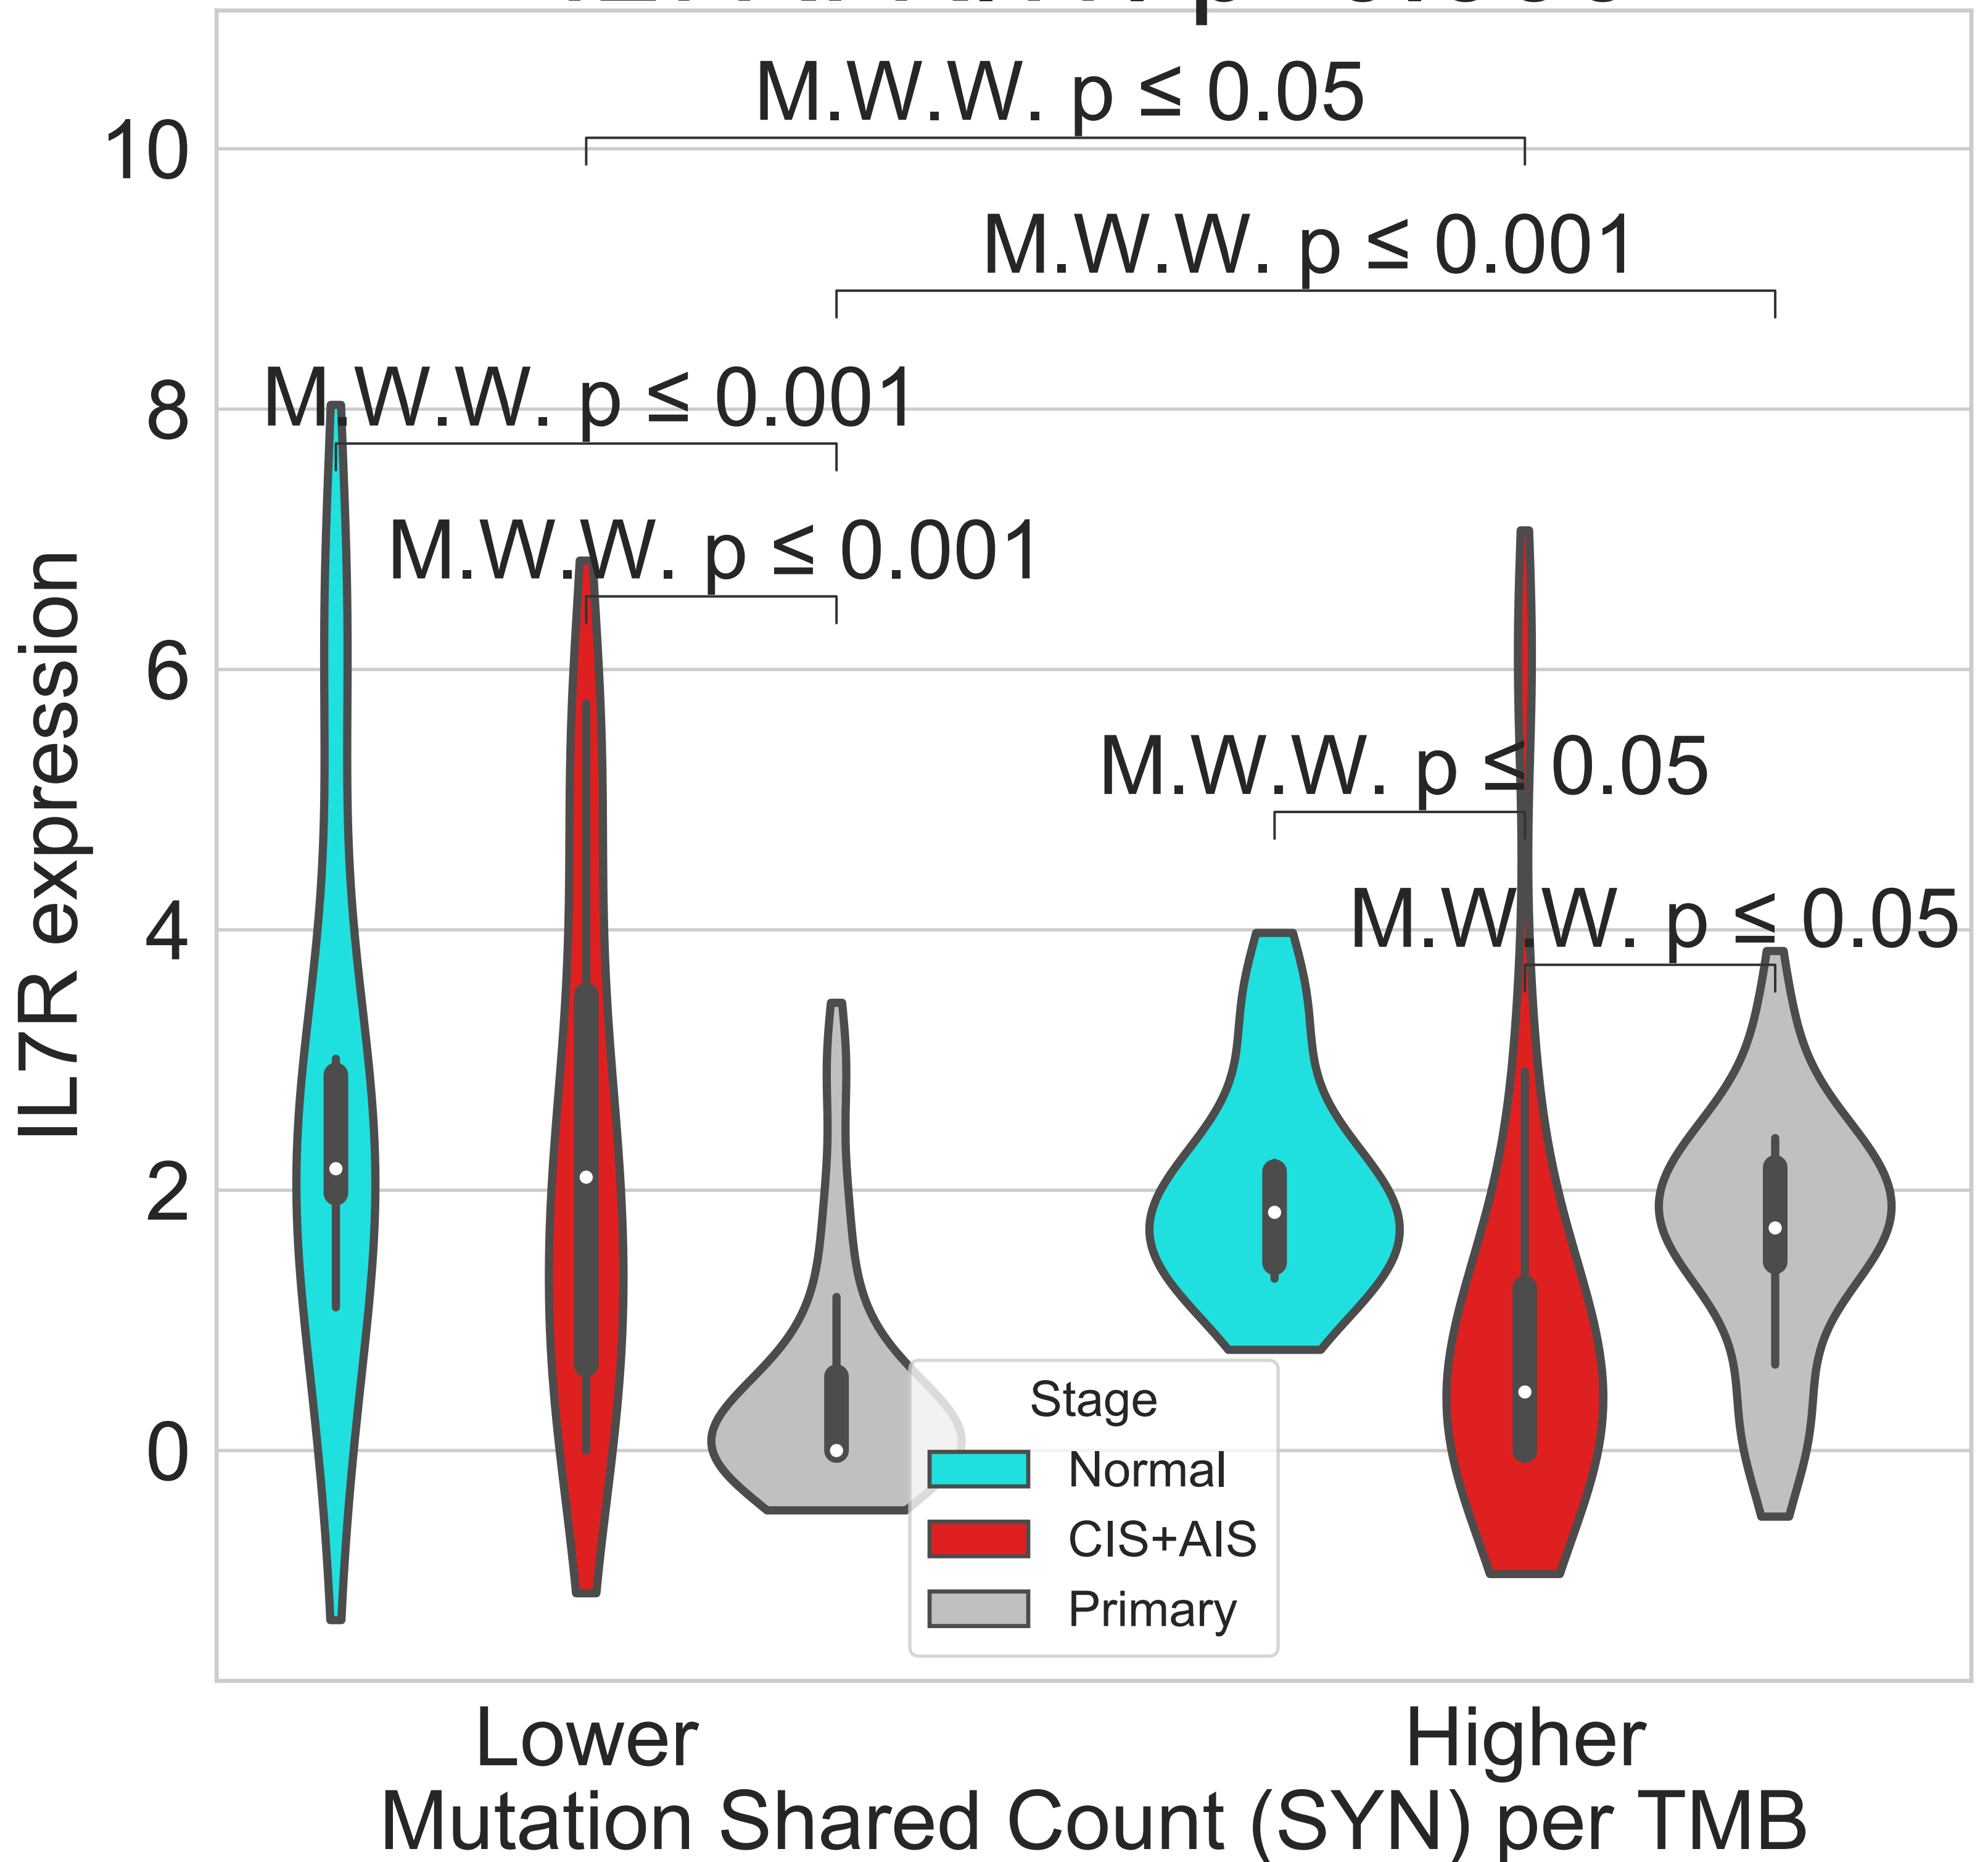 M.W.W. p ≤ 0.05
10
M.W.W. p ≤ 0.001
M.W.W. p ≤ 0.001
8
M.W.W. p ≤ 0.001
6
M.W.W. p ≤ 0.05
M.W.W. p ≤ 0.05
4
2
0
IL7R expression
Stage
Normal
CIS+AIS
Primary
Lower
Higher
Mutation Shared Count (SYN) per TMB